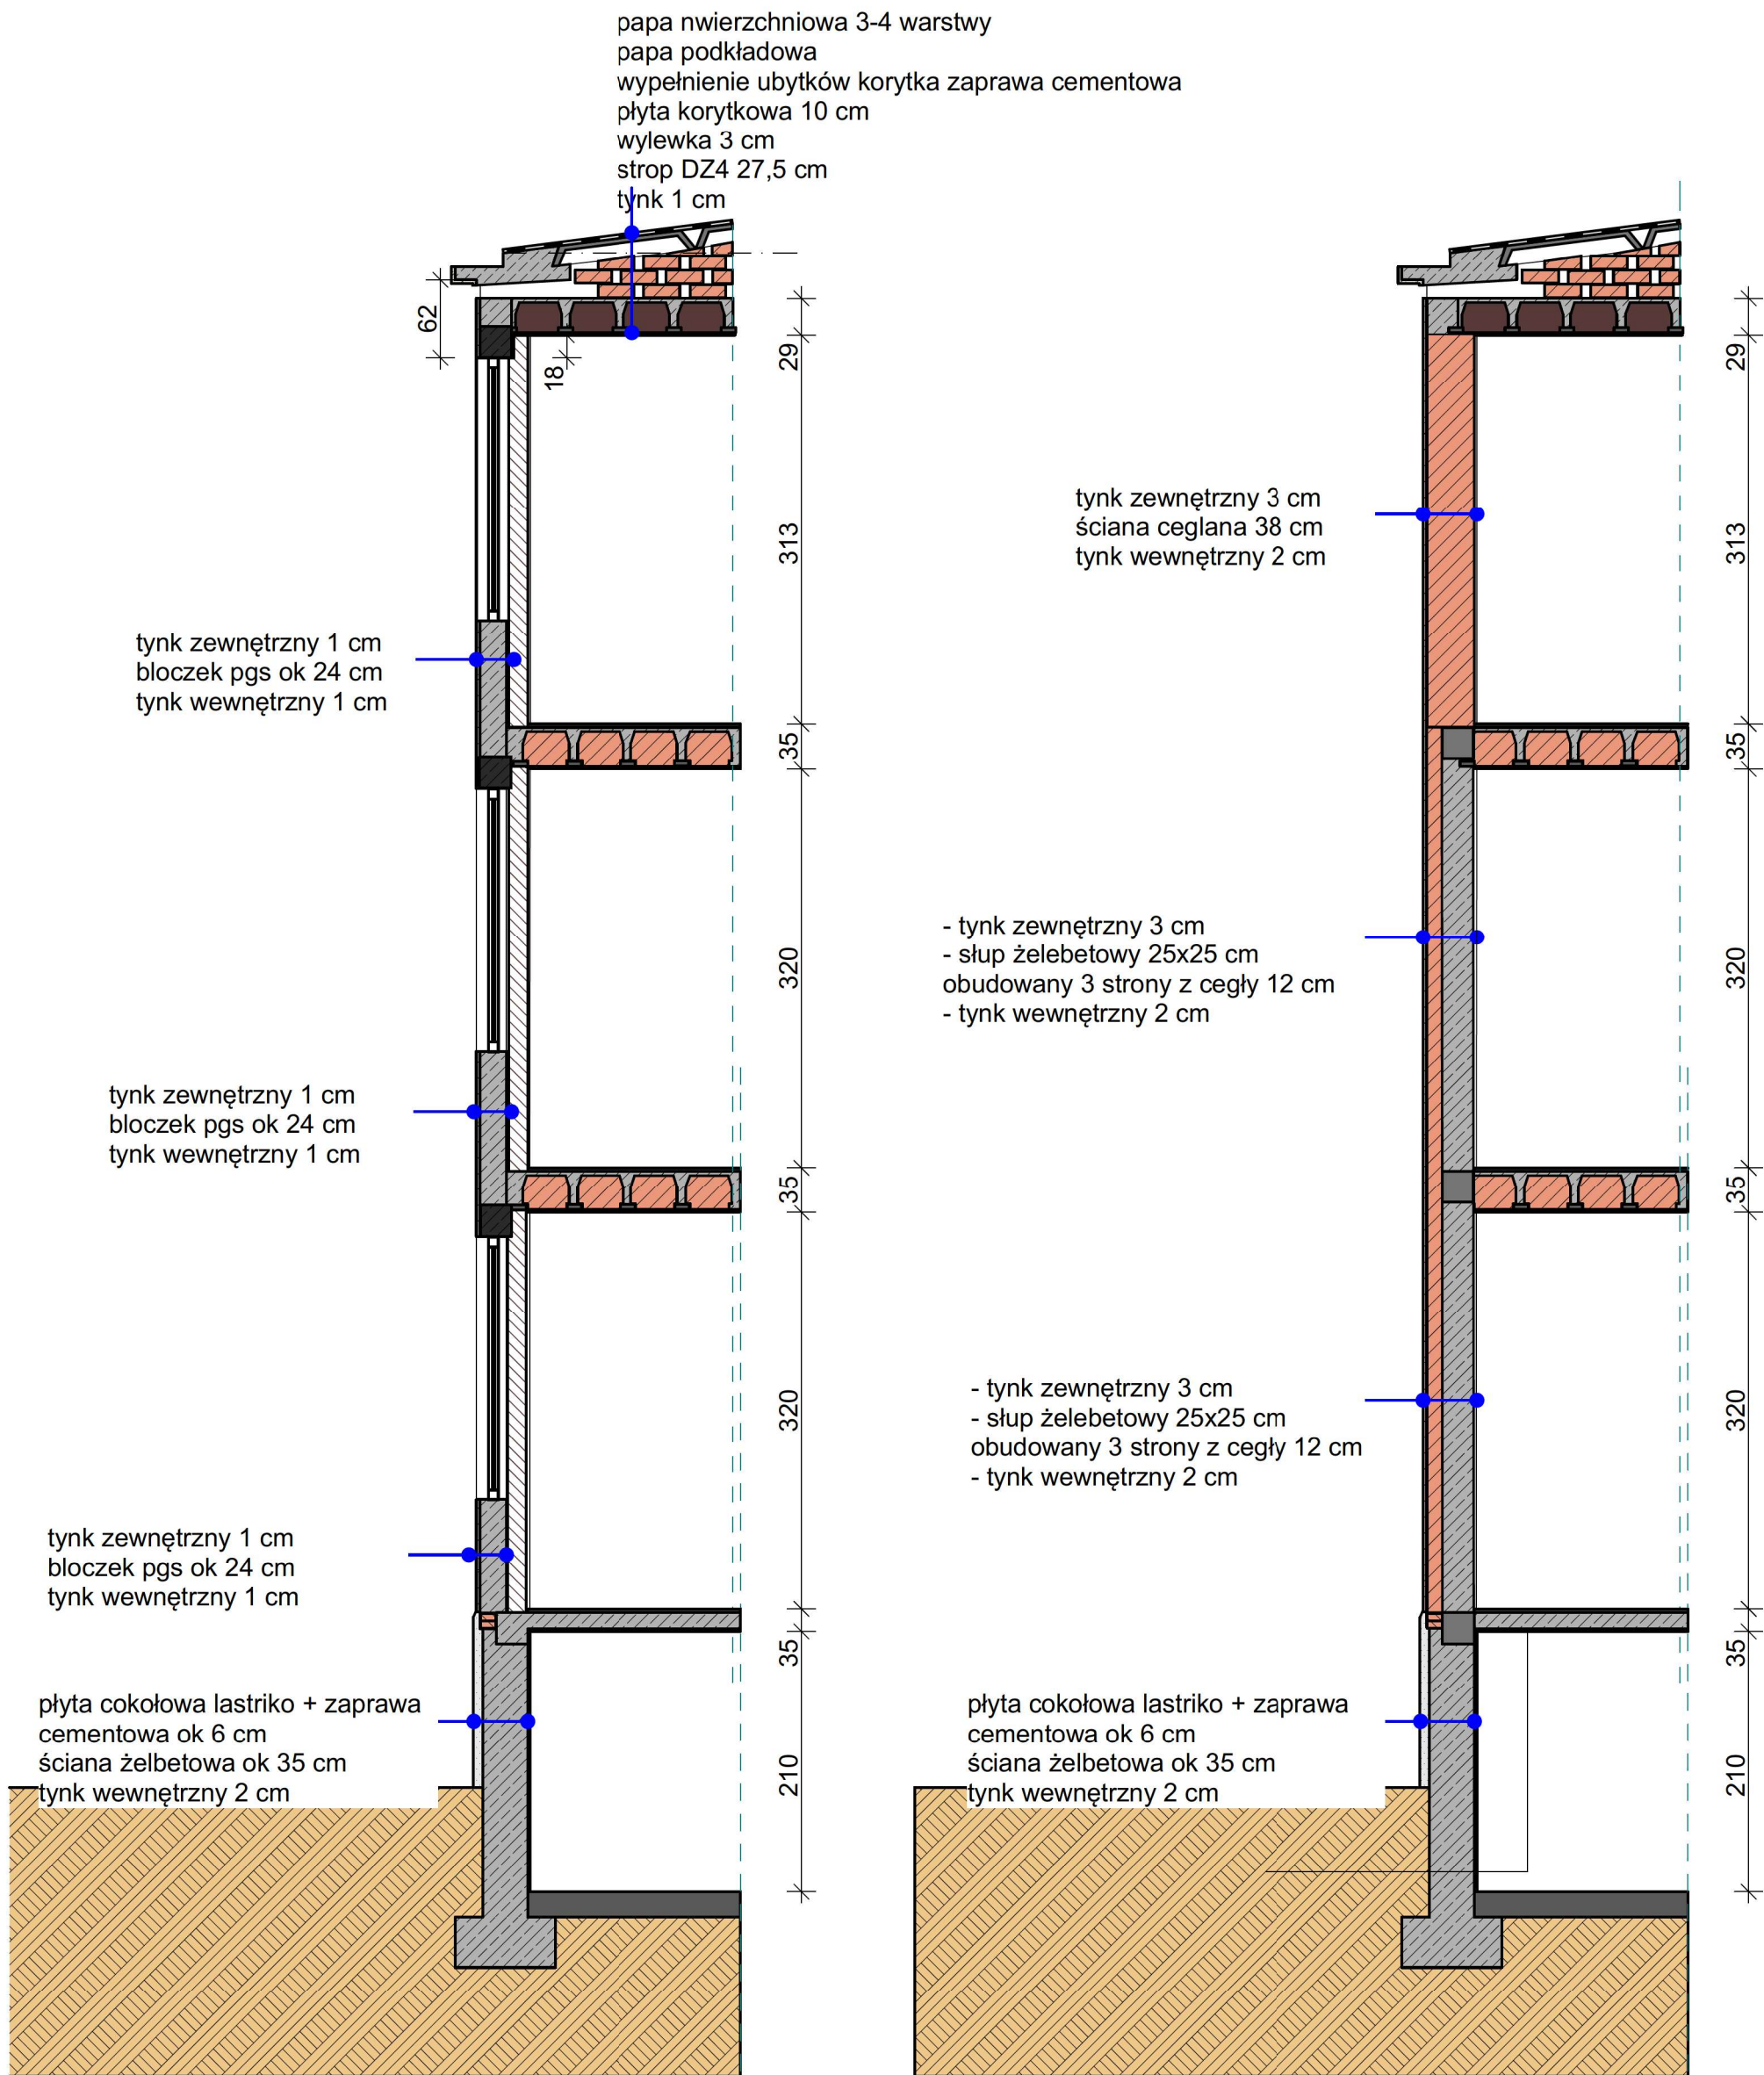 papa nwierzchniowa 3-4 warstwy
papa podkładowa
wypełnienie ubytków korytka zaprawa cementowa
płyta korytkowa 10 cm
wylewka 3 cm
strop DZ4 27,5 cm
tynk 1 cm
62
18
29
313
35
320
35
320
35
210
tynk zewnętrzny 1 cm
bloczek pgs ok 24 cm
tynk wewnętrzny 1 cm
tynk zewnętrzny 1 cm
bloczek pgs ok 24 cm
tynk wewnętrzny 1 cm
tynk zewnętrzny 1 cm
bloczek pgs ok 24 cm
tynk wewnętrzny 1 cm
płyta cokołowa lastriko + zaprawa
cementowa ok 6 cm
ściana żelbetowa ok 35 cm
tynk wewnętrzny 2 cm
tynk zewnętrzny 3 cm
ściana ceglana 38 cm
tynk wewnętrzny 2 cm
- tynk zewnętrzny 3 cm
- słup żelebetowy 25x25 cm
obudowany 3 strony z cegły 12 cm
- tynk wewnętrzny 2 cm
- tynk zewnętrzny 3 cm
- słup żelebetowy 25x25 cm
obudowany 3 strony z cegły 12 cm
- tynk wewnętrzny 2 cm
płyta cokołowa lastriko + zaprawa
cementowa ok 6 cm
ściana żelbetowa ok 35 cm
tynk wewnętrzny 2 cm
29
313
35
320
35
320
35
210